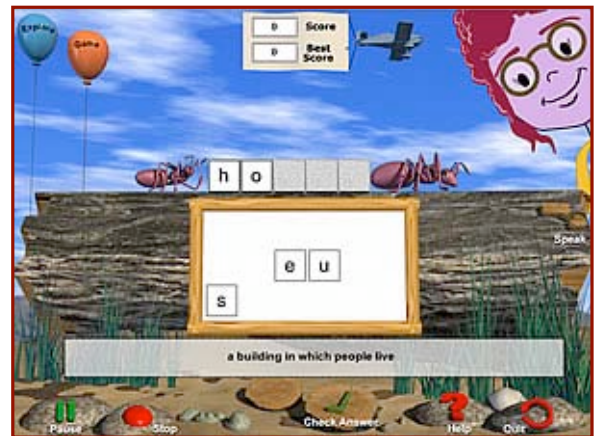 0 Score
0 Best Score
Explore
Game
h o
e u
s
Speak
a building in which people live
Pause
Stop
Check Answer
Help
Quit